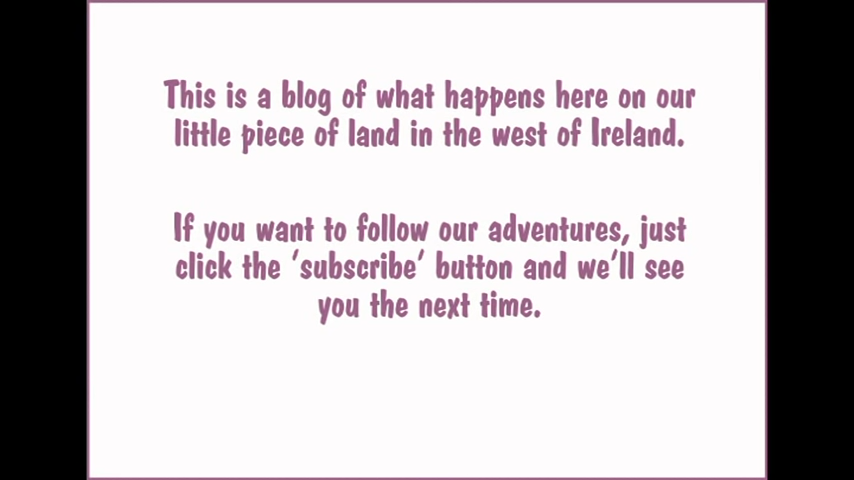 This is a blog of what happens here on our
little piece of land in the west of Ireland.
If you want to follow our adventures, just
click the ‘subscribe’ button and we’ll see
you the next time.